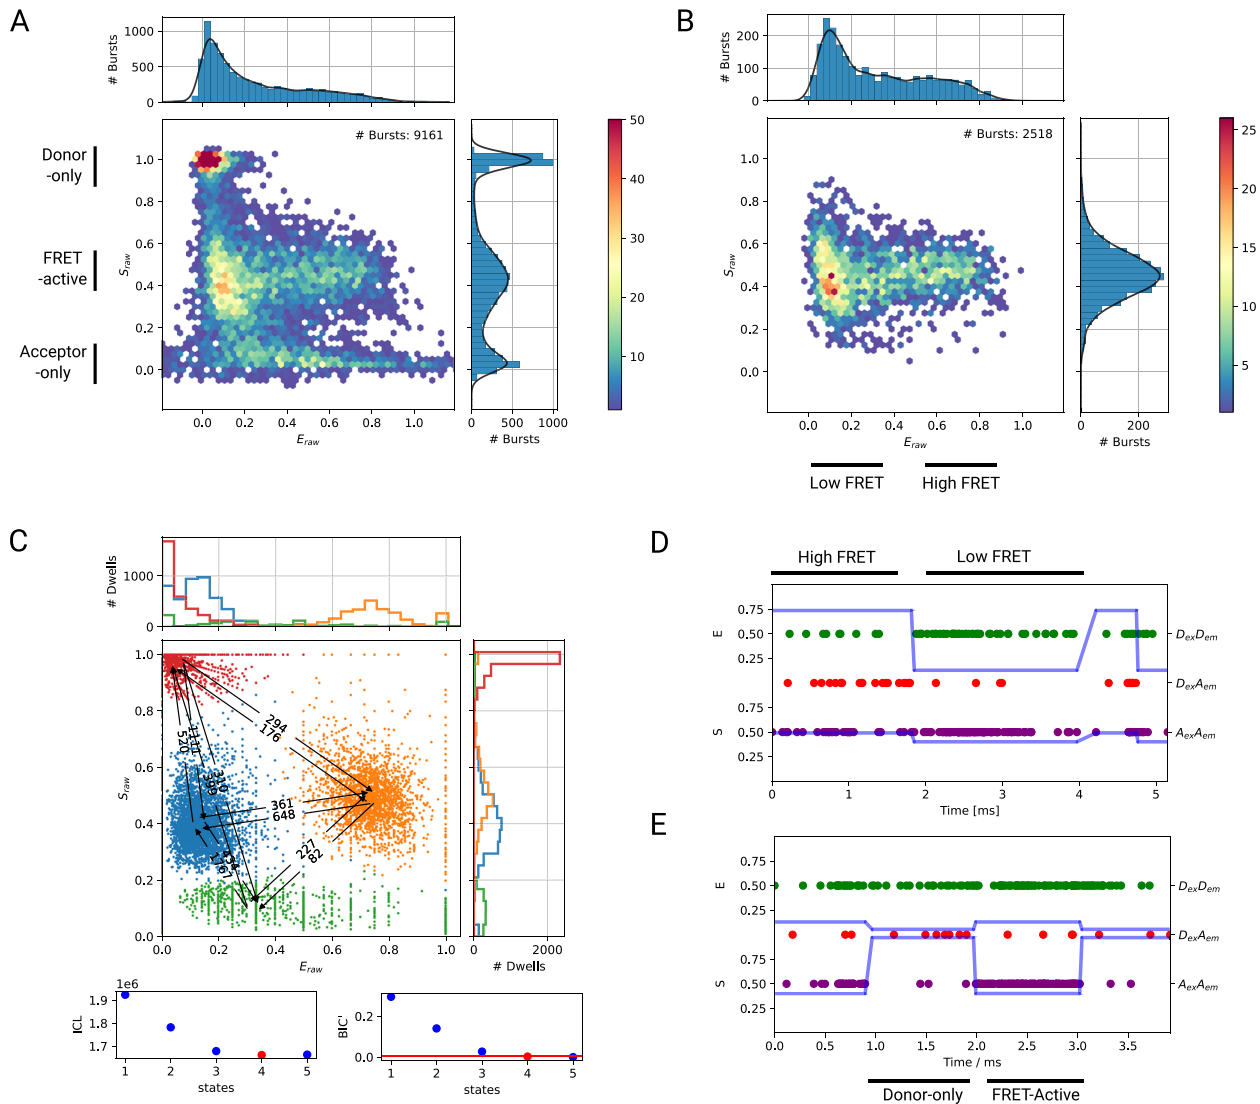 A
# Bursts
1000
500
0
# Bursts: 9161
Donor
-only
FRET
-active
Acceptor
-only
S_raw
1.0
0.8
0.6
0.4
0.2
0.0
0.0 0.2 0.4 0.6 0.8 1.0
E_raw
0 500 1000
# Bursts
50
40
30
20
10
B
# Bursts
200
100
0
# Bursts: 2518
S_raw
1.0
0.8
0.6
0.4
0.2
0.0
0.0 0.2 0.4 0.6 0.8 1.0
E_raw
0 200
# Bursts
25
20
15
10
5
Low FRET
High FRET
C
# Dwells
1000
0
S_raw
1.0
0.8
0.6
0.4
0.2
0.0
294
176
520
361
648
227
82
1767
0.0 0.2 0.4 0.6 0.8 1.0
E_raw
0 2000
# Dwells
1e6
ICL
1.9
1.8
1.7
1 2 3 4 5
states
BIC'
0.2
0.0
1 2 3 4 5
states
D
High FRET
Low FRET
E
0.75
0.50
0.25
S
0.50
0.25
D_exD_em
D_exA_em
A_exA_em
0 1 2 3 4 5
Time [ms]
E
E
0.75
0.50
0.25
S
0.75
0.50
0.25
D_exD_em
D_exA_em
A_exA_em
0.0 0.5 1.0 1.5 2.0 2.5 3.0 3.5
Time / ms
Donor-only
FRET-Active